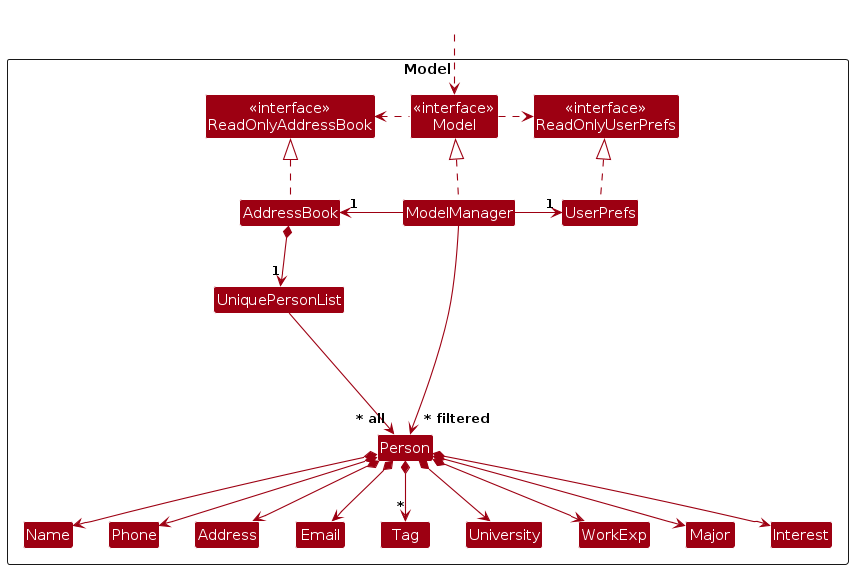 Model
«interface»
ReadOnlyAddressBook
«interface»
Model
«interface»
ReadOnlyUserPrefs
AddressBook
1
ModelManager
1
UserPrefs
1
UniquePersonList
* all
* filtered
Person
*
Name
Phone
Address
Email
Tag
University
WorkExp
Major
Interest